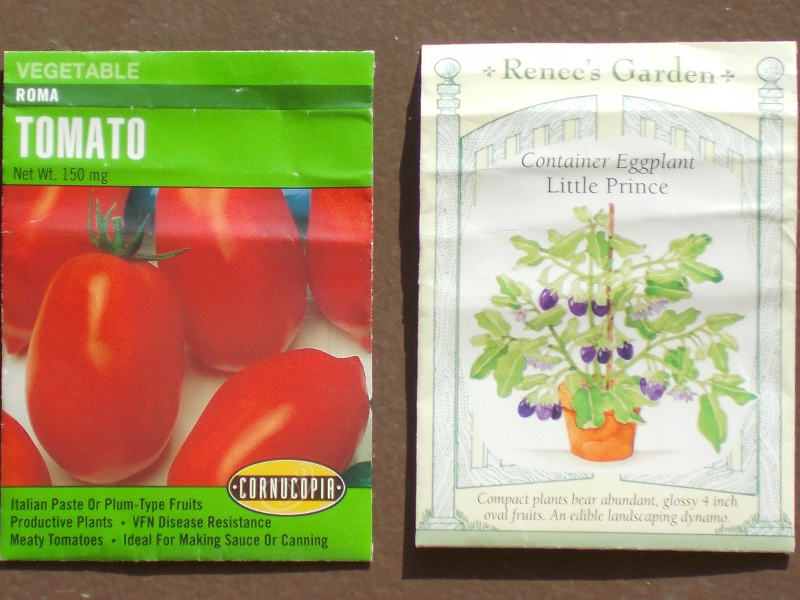 VEGETABLE
ROMA
TOMATO
Net Wt. 150 mg
·CORNUCOPIA·
Italian Paste Or Plum-Type Fruits
Productive Plants • VFN Disease Resistance
Meaty Tomatoes • Ideal For Making Sauce Or Canning
Renee's Garden
Container Eggplant
Little Prince
Compact plants bear abundant, glossy 4 inch
oval fruits. An edible landscaping dynamo.